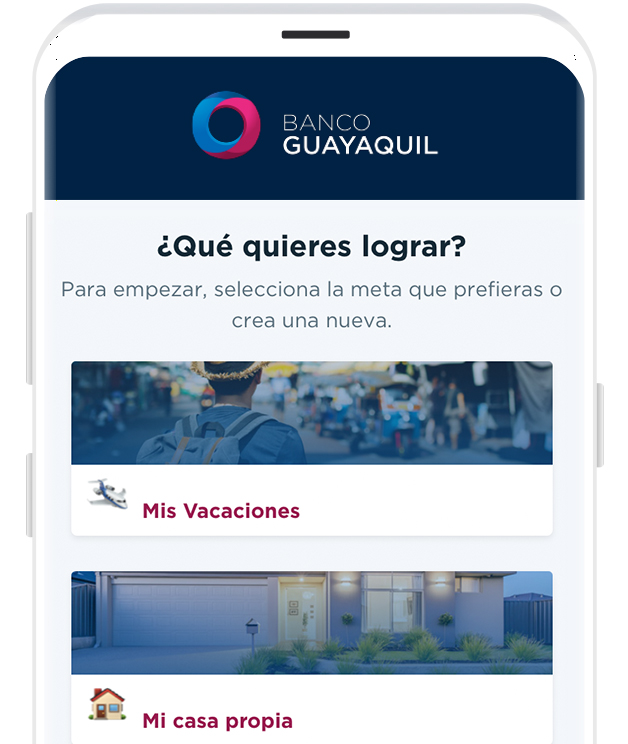 BANCO
GUAYAQUIL
¿Qué quieres lograr?
Para empezar, selecciona la meta que prefieras o
crea una nueva.
Mis Vacaciones
Mi casa propia